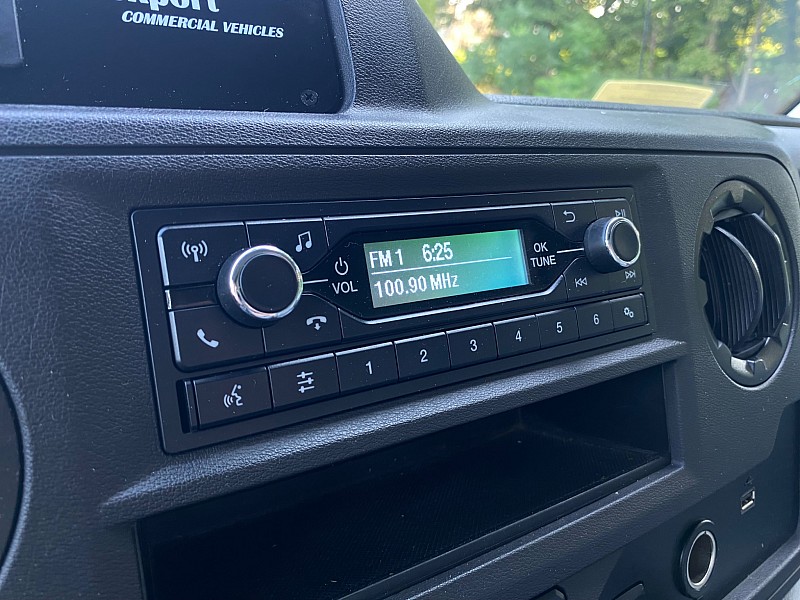 COMMERCIAL VEHICLES
FM 1 6:25
100.90 MHz
VOL
OK
TUNE
1 2 3 4 5 6